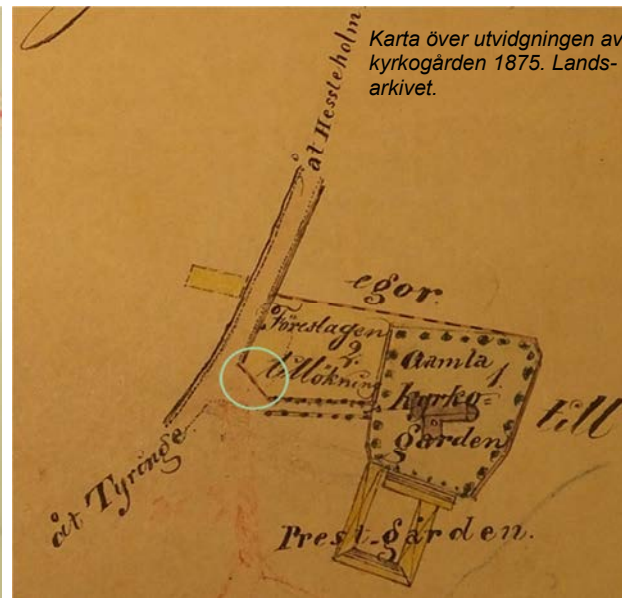 Karta över utvidgningen av
kyrkogården 1875. Lands-
arkivet.
åt Hessleholm
egor.
Föreslagen
2.
tillökning
Gamla
1.
kyrko-
gården
till
åt Tyringe
Prest-gården.